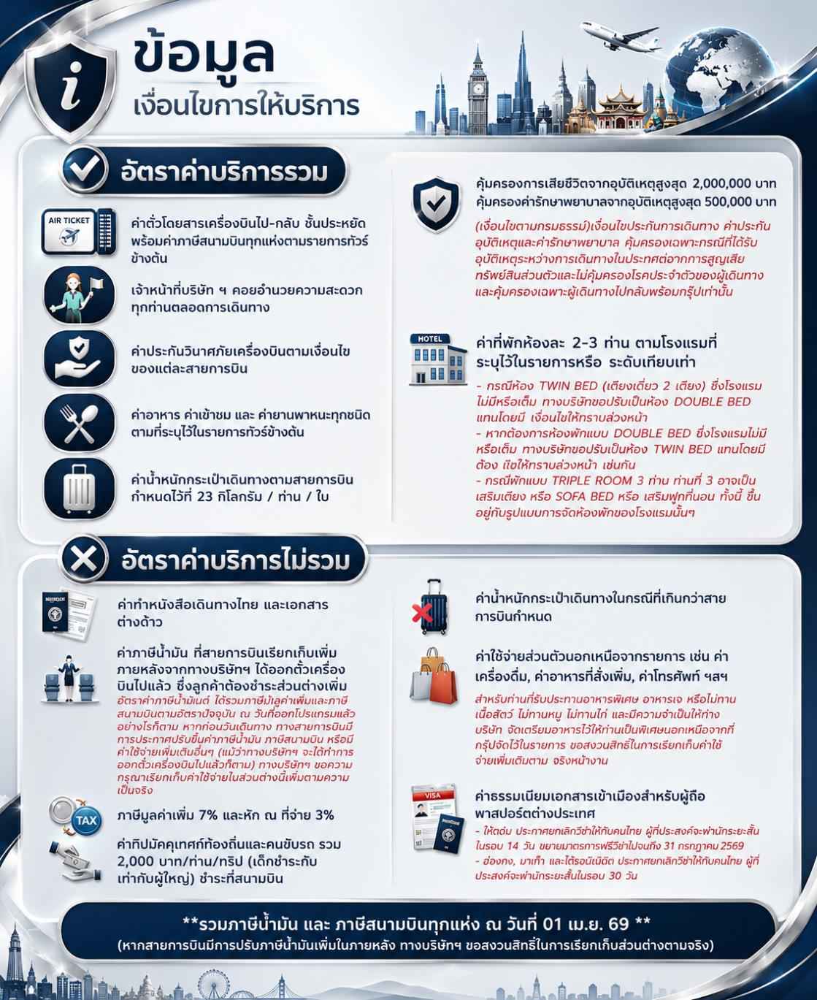 ข้อมูล
เงื่อนไขการให้บริการ
อัตราค่าบริการรวม
AIR TICKET
ค่าตั่วโดยสารเครื่องบินไป-กลับ ชั้นประหยัด
พร้อมค่าภาษีสนามบินทุกแห่งตามรายการทัวร์
ข้างต้น
เจ้าหน้าที่บริษัท ฯ คอยอำนวยความสะดวก
ทุกท่านตลอดการเดินทาง
ค่าประกันวินาศภัยเครื่องบินตามเงื่อนไข
ของแต่ละสายการบิน
ค่าอาหาร ค่าเข้าชม และ ค่ายานพาหนะทุกชนิด
ตามที่ระบุไว้ในรายการทัวร์ข้างต้น
ค่าน้ำหนักกระเป๋าเดินทางตามสายการบิน
กำหนดไว้ที่ 23 กิโลกรัม / ท่าน / ใบ
คุ้มครองการเสียชีวิตจากอุบัติเหตุสูงสุด 2,000,000 บาท
คุ้มครองค่ารักษาพยาบาลจากอุบัติเหตุสูงสุด 500,000 บาท
(เงื่อนไขตามกรมธรรม์)เงื่อนไขประกันการเดินทาง ค่าประกัน
อุบัติเหตุและค่ารักษาพยาบาล คุ้มครองเฉพาะกรณีที่ได้รับ
อุบัติเหตุระหว่างการเดินทางในประทศต่อากการสูญเสีย
ทรัพย์สินส่วนตัวและไม่คุ้มครองโรคประจำตัวของผู้เดินทาง
และคุ้มครองเฉพาะผู้เดินทางไปกลับพร้อมกรุ๊ปเท่านั้น
HOTEL
ค่าที่พักห้องละ 2-3 ท่าน ตามโรงแรมที่
ระบุไว้ในรายการหรือ ระดับเทียบเท่า
- กรณีห้อง TWIN BED (เตียงเดี่ยว 2 เตียง) ซึ่งโรงแรม
ไม่มีหรือเต็ม ทางบริษัทขอปรับเป็นห้อง DOUBLE BED
แทนโดยมี เงื่อนไขให้ทราบล่วงหน้า
- หากต้องการห้องพักแบบ DOUBLE BED ซึ่งโรงแรมไม่มี
หรือเต็ม ทางบริษัทขอปรับเป็นห้อง TWIN BED แทนโดยมี
ต้อง ให้ทราบล่วงหน้า เช่นกัน
- กรณีพักแบบ TRIPLE ROOM 3 ท่าน ท่านที่ 3 อาจเป็น
เสริมเตียง หรือ SOFA BED หรือ เสริมฟูกที่นอน ทั้งนี้ ขึ้น
อยู่กับรูปแบบการจัดห้องพักของโรงแรมนั้นๆ
อัตราค่าบริการไม่รวม
ค่าทำหนังสือเดินทางไทย และเอกสาร
ต่างด้าว
ค่าภาษีน้ำมัน ที่สายการบินเรียกเก็บเพิ่ม
ภายหลังจากทางบริษัทฯ ได้ออกตั๋วเครื่อง
บินไปแล้ว ซึ่งลูกค้าต้องชำระส่วนต่างเพิ่ม
อัตราค่าภาษีน้ำมัเนต์ ได้รวมภาษีมัลูค่าเพิ่มและภาษี
สนามบินตามอัตราปัจจุบัน ณ วันที่ออกโปรแกรมแล้ว
อย่างไรก็ตาม หากก่อนวันเดินทาง ทางสายการบินมี
การประกาศปรับขึ้นค่าภาษีน้ำมัน ภาษีสนามบิน หรือมี
ค่าใช้จ่ายเพิ่มเติมอื่นๆ (แม้ว่าทางบริษัทฯ จะได้ทำการ
ออกตั๋วเครื่องบินไปแล้วก็ตาม) ทางบริษัทฯ ขอความ
กรุณาเรียกเก็บค่าใช้จ่ายในส่วนต่างนี้เพิ่มตามความ
เป็นจริง
TAX
ภาษีมูลค่าเพิ่ม 7% และหัก ณ ที่จ่าย 3%
ค่าทิปมัคคุเทศก์ท้องถิ่นและคนขับรถ รวม
2,000 บาท/ท่าน/ทริป (เด็กชำระกับ
เท่ากับผู้ใหญ่) ชำระที่สนามบิน
ค่าน้ำหนักกระเป๋าเดินทางในกรณีที่เกินกว่าสาย
การบินกำหนด
ค่าใช้จ่ายส่วนตัวนอกเหนือจากรายการ เช่น ค่า
เครื่องดื่ม, ค่าอาหารที่สั่งเพิ่ม, ค่าโทรศัพท์ ฯสฯ
สำหรับท่านที่รับประทานอาหารพิเศษ อาหารเจ หรือไม่ทาน
เนื้อสัตว์ ไม่ทานหมู ไม่ทานไก่ และมีความจำเป็นให้ท่าง
บริษัท จัดเตรียมอาหารไว้ให้ท่านเป็นพิเศษนอกเหนือจากที่
กรุ๊ปจัดไว้ในรายการ ขอสงวนสิทธิ์ในการเรียกเก็บค่าใช้
จ่ายเพิ่มเติมตาม จริงหน้างาน
VISA
ค่าธรรมเนียมเอกสารเข้าเมืองสำหรับผู้ถือ
พาสปอร์ตต่างประเทศ
- ให้ตด่ม ประกาศยกเลิกวีซ่าให้กับคนไทย ผู้ที่ประสงค์จะพ่านักระยะสั้น
ในรอบ 14 วัน ขยายมาตรการฟรีวีซ่าไปจนถึง 31 กรกฎาคม 2569
- ฮ่องกง, มาเก๊า ประกาศยกเลิกวีซ่าให้กับคนไทย ผู้ที่
ประสงค์จะพ่านักระยะสั้นในรอบ 30 วัน
**รวมภาษีน้ำมัน และ ภาษีสนามบินทุกแห่ง ณ วันที่ 01 เม.ย. 69 **
(หากสายการบินมีการปรับภาษีน้ำมันเพิ่มในภายหลัง ทางบริษัทฯ ขอสงวนสิทธิ์ในการเรียกเก็บส่วนต่างตามจริง)